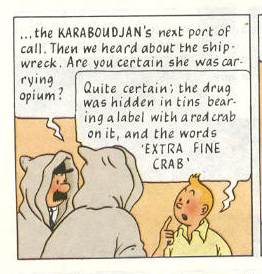 ...the KARABOUDJAN's next port of
call. Then we heard about the ship-
wreck. Are you certain she was car-
rying
opium?
Quite certain; the drug
was hidden in tins bear-
ing a label with a red crab
on it, and the words
'EXTRA FINE
CRAB'